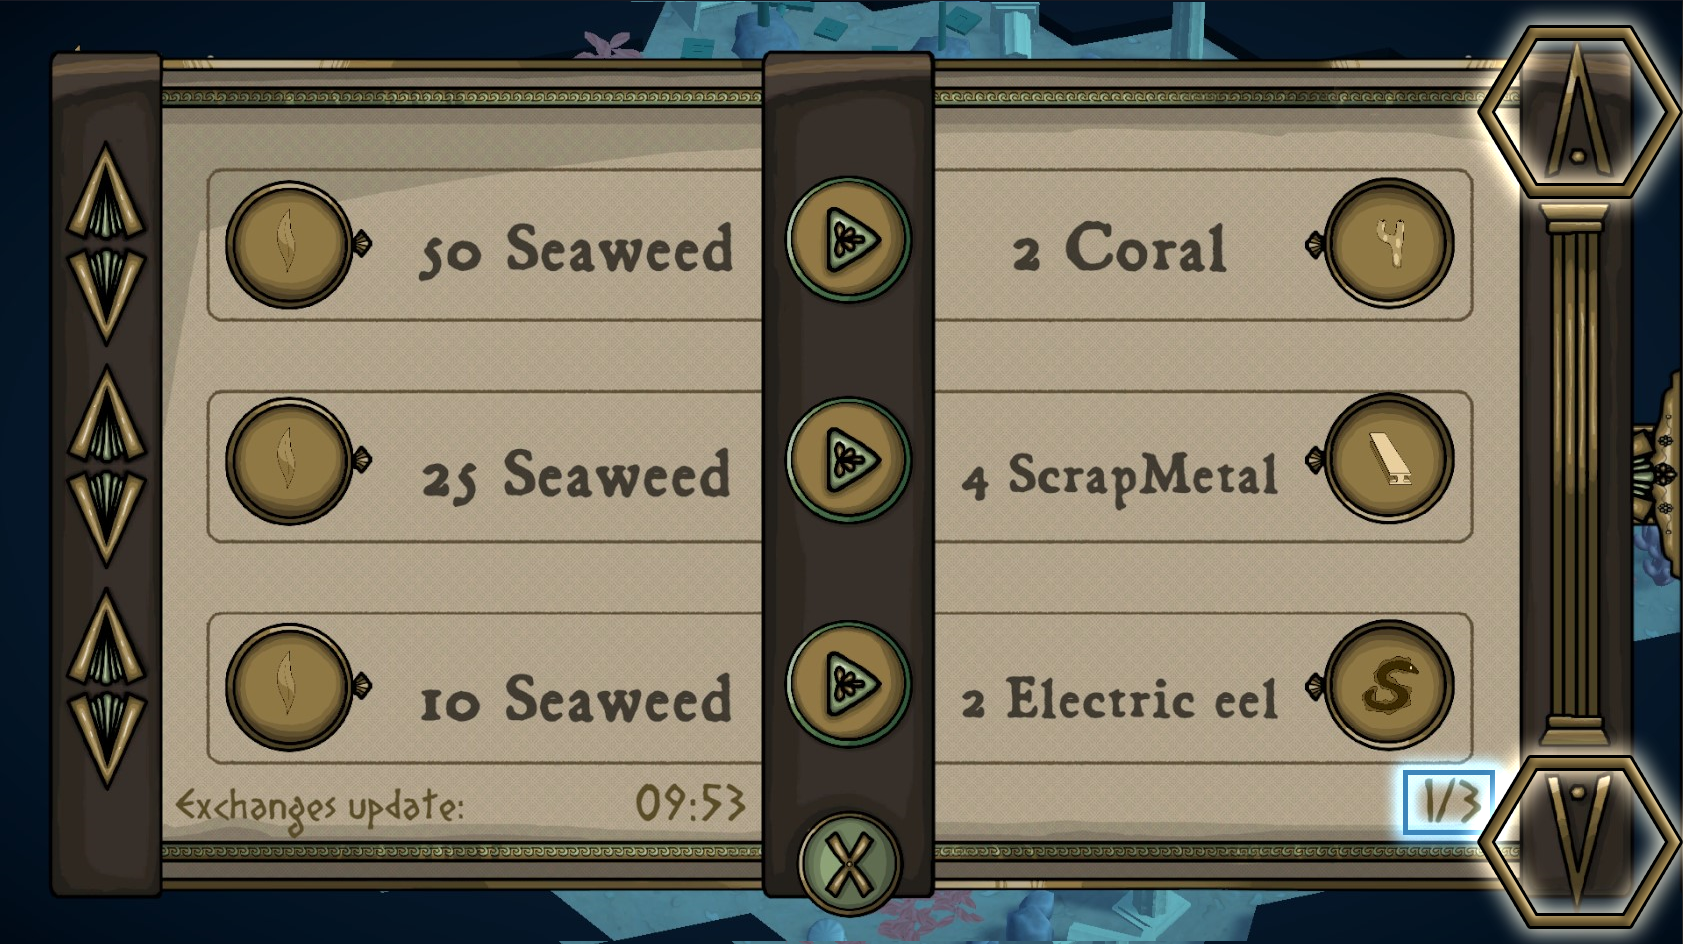 50 Seaweed
2 Coral
25 Seaweed
4 ScrapMetal
10 Seaweed
2 Electric eel
Exchanges update: 09:53
1/3